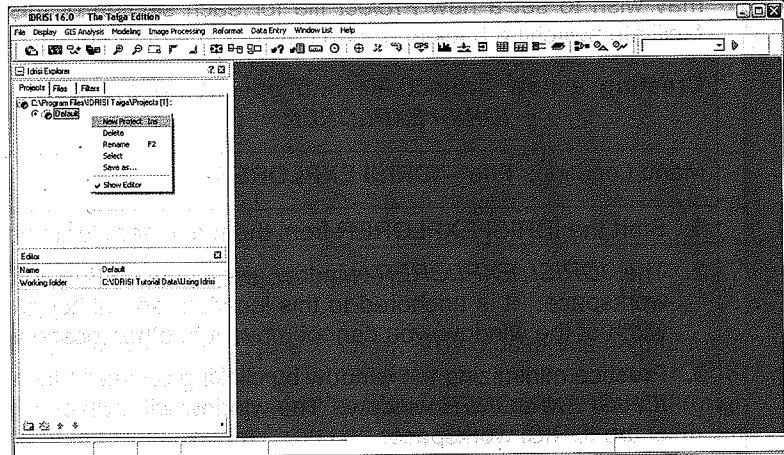 IDRISI 16.0 The Taiga Edition
File Display GIS Analysis Modeling Image Processing Reformat Data Entry Window List Help
Idrisi Explorer
Projects Files Filters
C:\Program Files\IDRISI Taiga\Projects [1]:
Default
New Project Ins
Delete
Rename F2
Select
Save as...
Show Editor
Editor
Name Default
Working folder C:\IDRISI Tutorial Data\Using Idrisi